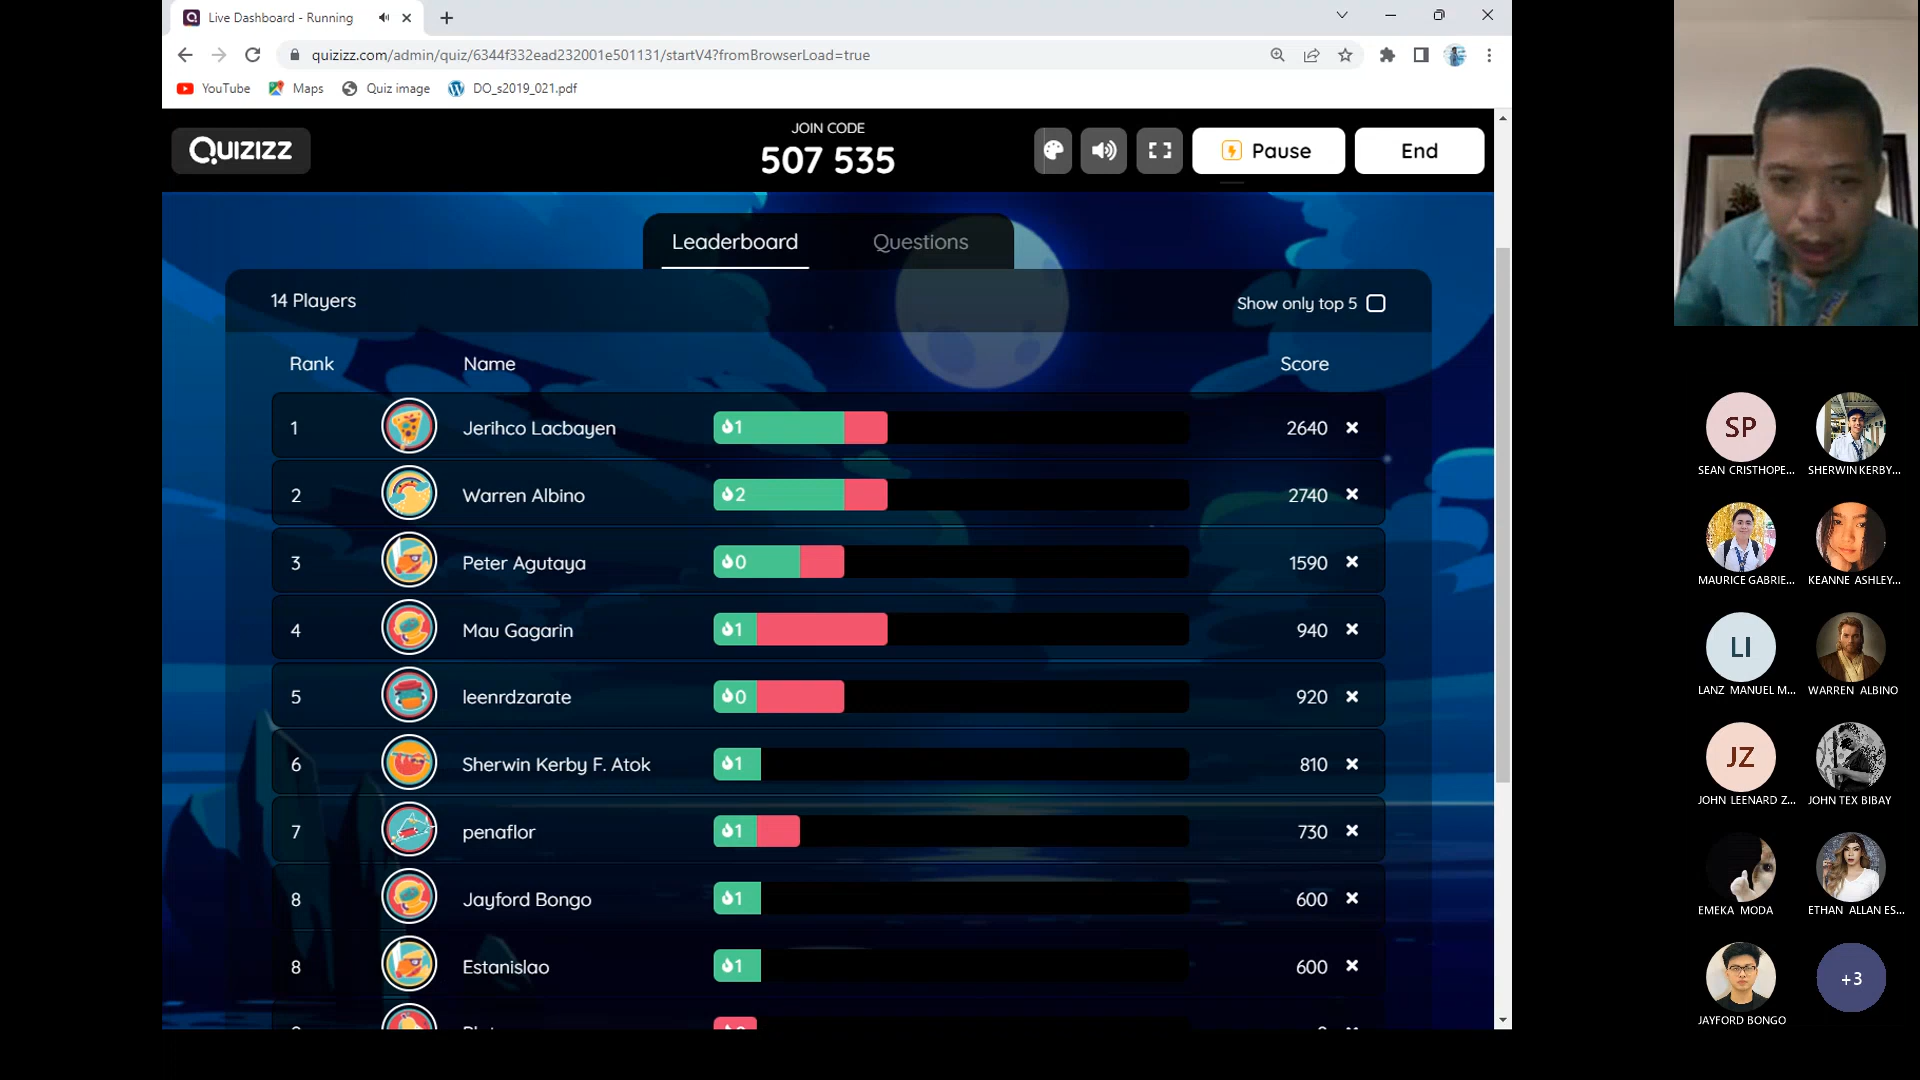 Live Dashboard - Running
quizizz.com/admin/quiz/6344f332ead232001e501131/startV4?fromBrowserLoad=true
YouTube Maps Quiz image DO_s2019_021.pdf
Quizizz
JOIN CODE
507 535
Pause
End
Leaderboard Questions
14 Players
Show only top 5
Rank Name Score
1 Jerihco Lacbayen 1 2640
2 Warren Albino 2 2740
3 Peter Agutaya 0 1590
4 Mau Gagarin 1 940
5 leenrdzarate 0 920
6 Sherwin Kerby F. Atok 1 810
7 penaflor 1 730
8 Jayford Bongo 1 600
8 Estanislao 1 600
SP
SEAN CRISTHOPE...
SHERWIN KERBY...
MAURICE GABRIE...
KEANNE ASHLEY...
LI
LANZ MANUEL M...
WARREN ALBINO
JZ
JOHN LEENARD Z...
JOHN TEX BIBAY
EMEKA MODA
ETHAN ALLAN ES...
JAYFORD BONGO
+3